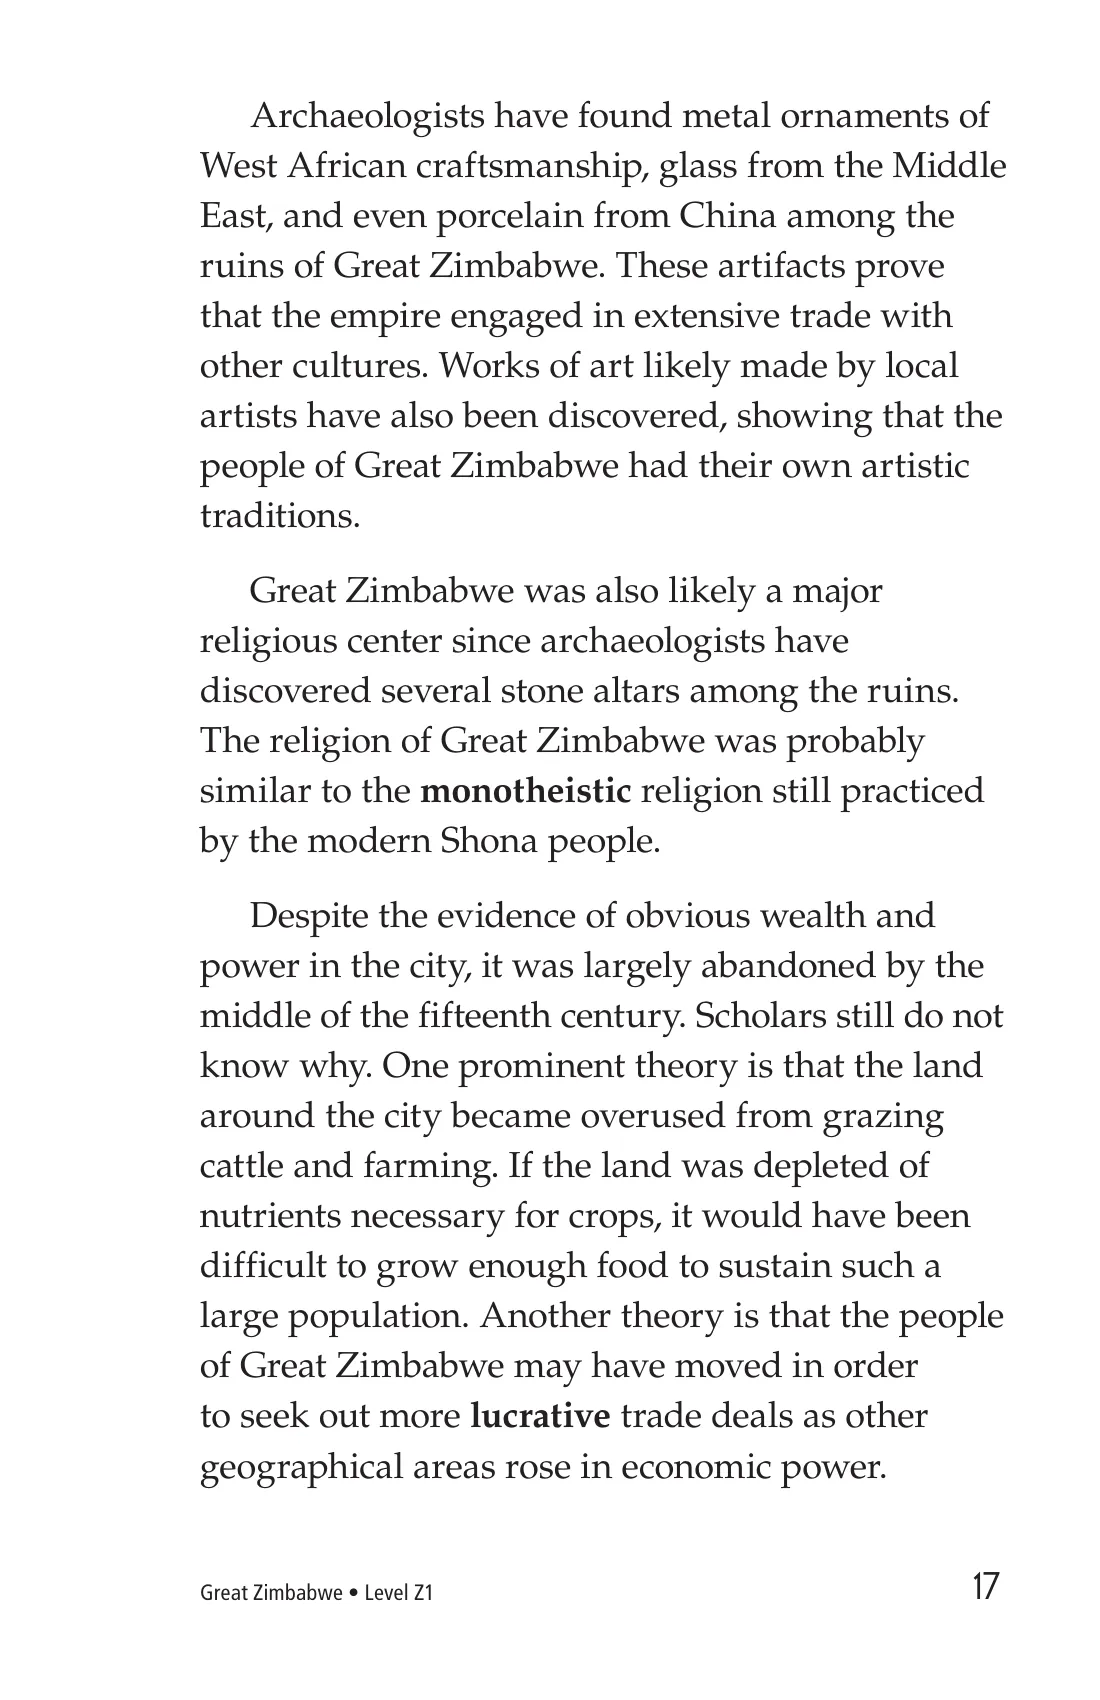 Archaeologists have found metal ornaments of
West African craftsmanship, glass from the Middle
East, and even porcelain from China among the
ruins of Great Zimbabwe. These artifacts prove
that the empire engaged in extensive trade with
other cultures. Works of art likely made by local
artists have also been discovered, showing that the
people of Great Zimbabwe had their own artistic
traditions.
Great Zimbabwe was also likely a major
religious center since archaeologists have
discovered several stone altars among the ruins.
The religion of Great Zimbabwe was probably
similar to the monotheistic religion still practiced
by the modern Shona people.
Despite the evidence of obvious wealth and
power in the city, it was largely abandoned by the
middle of the fifteenth century. Scholars still do not
know why. One prominent theory is that the land
around the city became overused from grazing
cattle and farming. If the land was depleted of
nutrients necessary for crops, it would have been
difficult to grow enough food to sustain such a
large population. Another theory is that the people
of Great Zimbabwe may have moved in order
to seek out more lucrative trade deals as other
geographical areas rose in economic power.
Great Zimbabwe • Level Z1
17